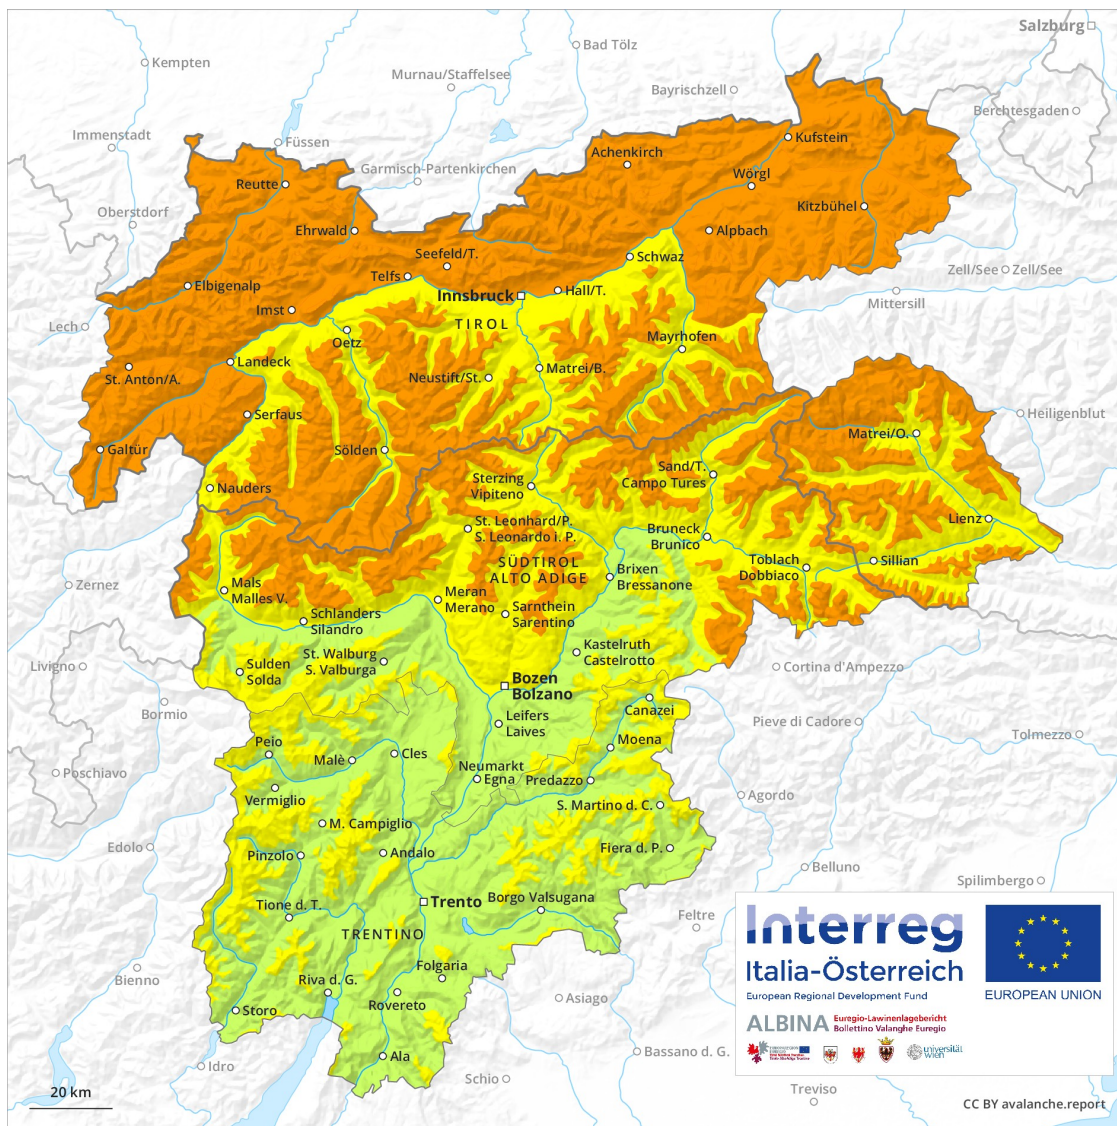 Salzburg
Bad Tölz
Kempten
Murnau/Staffelsee
Bayrischzell
Berchtesgaden
Immenstadt
Füssen
Kufstein
Achenkirch
Garmisch-Partenkirchen
Wörgl
Reutte
Kitzbühel
Oberstdorf
Ehrwald
Alpbach
Seefeld/T.
Schwaz
Telfs
Zell/See
Zell/See
Elbigenalp
Hall/T.
Innsbruck
Mittersill
Imst
TIROL
Lech
Oetz
Mayrhofen
Landeck
Matrei/B.
St. Anton/A.
Neustift/St.
Serfaus
Heiligenblut
Matrei/O.
Galtür
Sölden
Sand/T.
Campo Tures
Sterzing
Vipiteno
Nauders
Lienz
St. Leonhard/P.
S. Leonardo i. P.
Bruneck
Brunico
SÜDTIROL
ALTO ADIGE
Toblach
Dobbiaco
Sillian
Brixen
Bressanone
Zernez
Mals
Malles V.
Meran
Merano
Sarnthein
Sarentino
Schlanders
Silandro
Kastelruth
Castelrotto
St. Walburg
S. Valburga
Livigno
Sulden
Solda
Cortina d'Ampezzo
Bozen
Bolzano
Bormio
Canazei
Leifers
Laives
Pieve di Cadore
Tolmezzo
Peio
Moena
Malè
Cles
Neumarkt
Egna
Predazzo
Poschiavo
Vermiglio
Agordo
S. Martino d. C.
M. Campiglio
Edolo
Pinzolo
Andalo
Fiera d. P.
Belluno
Spilimbergo
Tione d. T.
Trento
Borgo Valsugana
Feltre
TRENTINO
Folgaria
Bienno
Riva d. G.
Rovereto
Asiago
Storo
Bassano d. G.
Ala
Idro
Schio
Treviso
20 km
Interreg
Italia-Österreich
European Regional Development Fund
EUROPEAN UNION
ALBINA
Euregio-Lawinenlagebericht
Bollettino Valanghe Euregio
universität
wien
CC BY avalanche.report